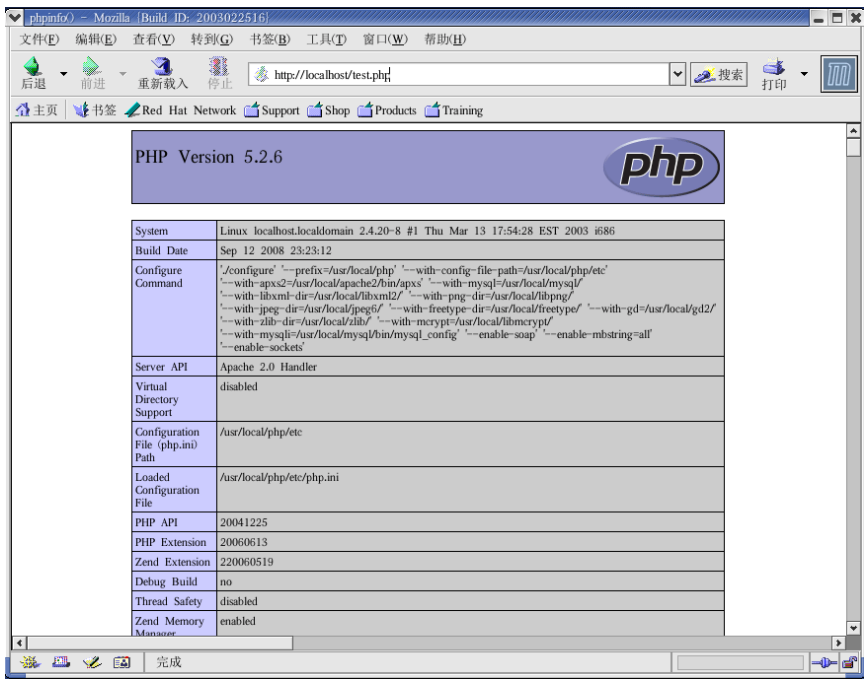 phpinfo() - Mozilla {Build ID: 2003022516}
文件(F) 编辑(E) 查看(V) 转到(G) 书签(B) 工具(T) 窗口(W) 帮助(H)
后退 前进 重新载入 停止 http://localhost/test.php 搜索 打印
主页 书签 Red Hat Network Support Shop Products Training
PHP Version 5.2.6
php
System Linux localhost.localdomain 2.4.20-8 #1 Thu Mar 13 17:54:28 EST 2003 i686
Build Date Sep 12 2008 23:23:12
Configure Command './configure' '--prefix=/usr/local/php' '--with-config-file-path=/usr/local/php/etc'
'--with-apxs2=/usr/local/apache2/bin/apxs' '--with-mysql=/usr/local/mysql/'
'--with-libxml-dir=/usr/local/libxml2/' '--with-png-dir=/usr/local/libpng/'
'--with-jpeg-dir=/usr/local/jpeg6/' '--with-freetype-dir=/usr/local/freetype/' '--with-gd=/usr/local/gd2/'
'--with-zlib-dir=/usr/local/zlib/' '--with-mcrypt=/usr/local/libmcrypt/'
'--with-mysqli=/usr/local/mysql/bin/mysql_config' '--enable-soap' '--enable-mbstring=all'
'--enable-sockets'
Server API Apache 2.0 Handler
Virtual Directory Support disabled
Configuration File (php.ini) Path /usr/local/php/etc
Loaded Configuration File /usr/local/php/etc/php.ini
PHP API 20041225
PHP Extension 20060613
Zend Extension 220060519
Debug Build no
Thread Safety disabled
Zend Memory Manager enabled
完成